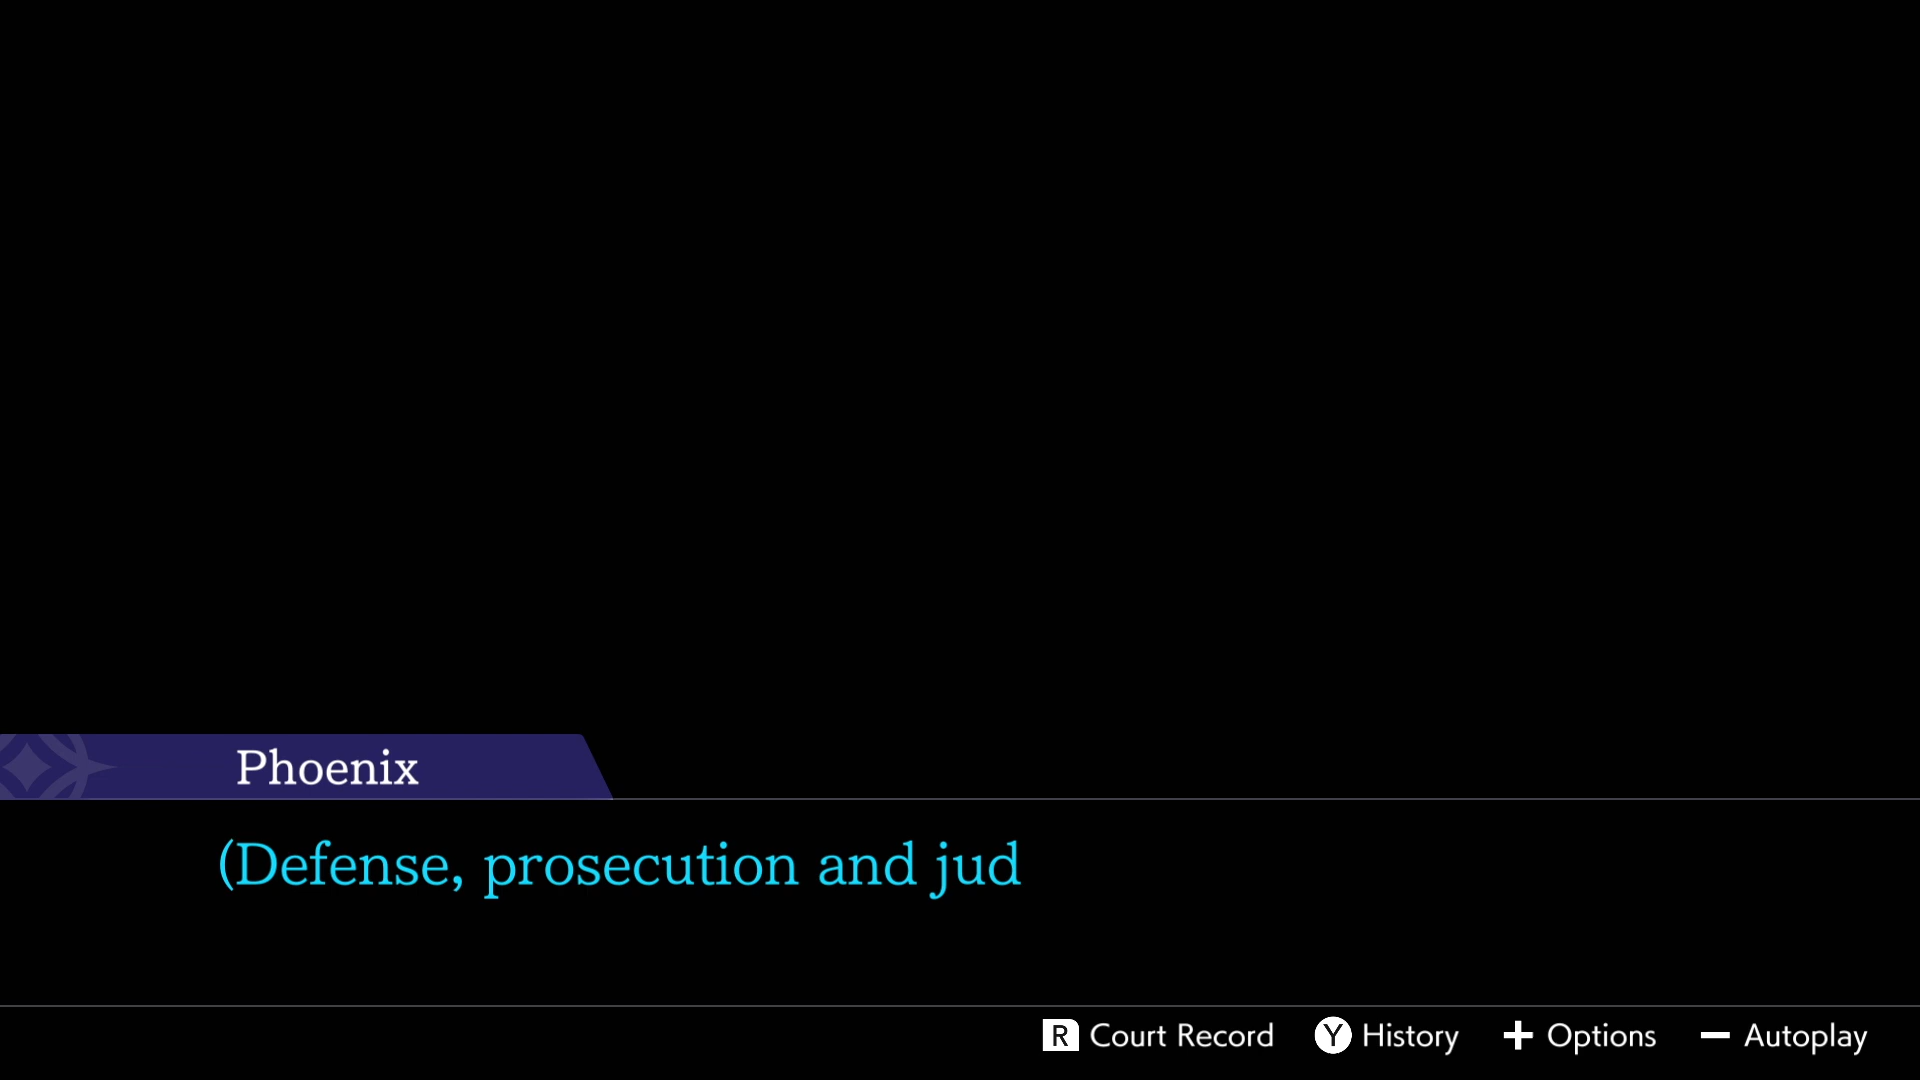 Phoenix
(Defense, prosecution and jud
R Court Record Y History + Options − Autoplay